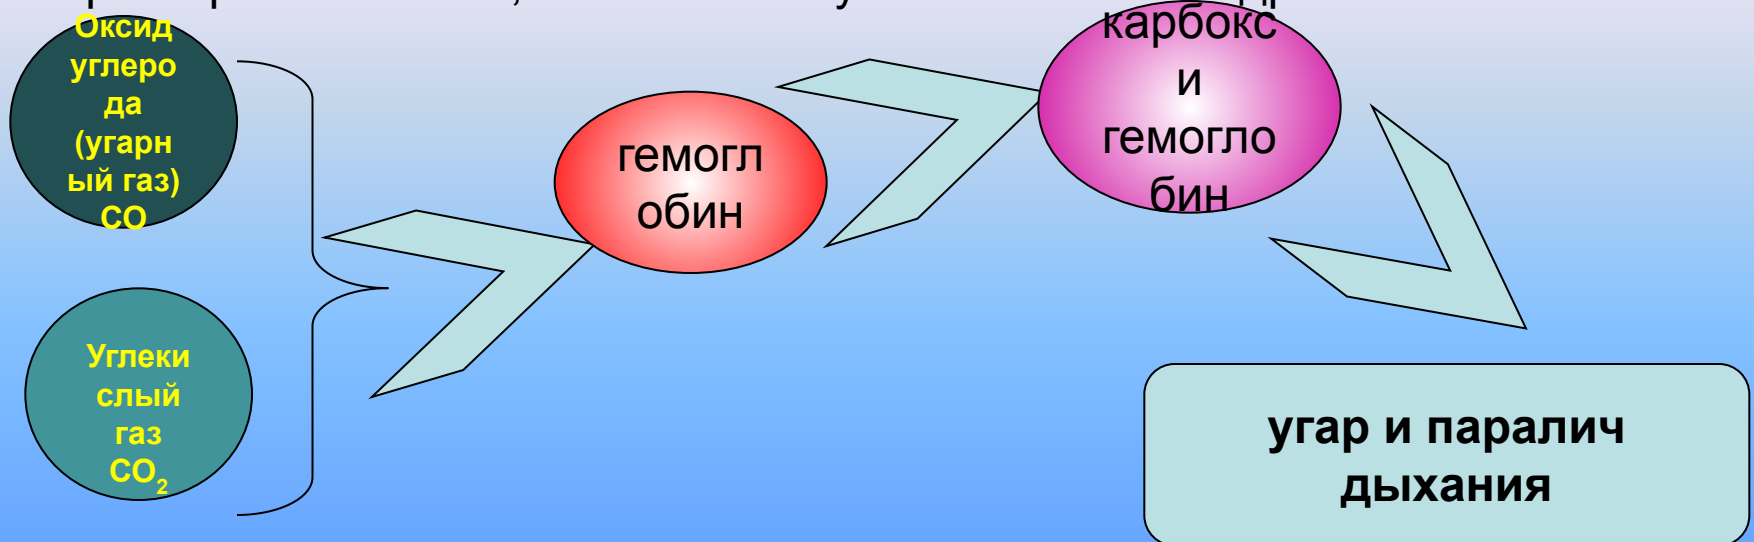 Оксид
углеро
да
(угарн
ый газ)
СО
Углеки
слый
газ
СО2
гемогл
обин
карбокс
и
гемогло
бин
угар и паралич
дыхания